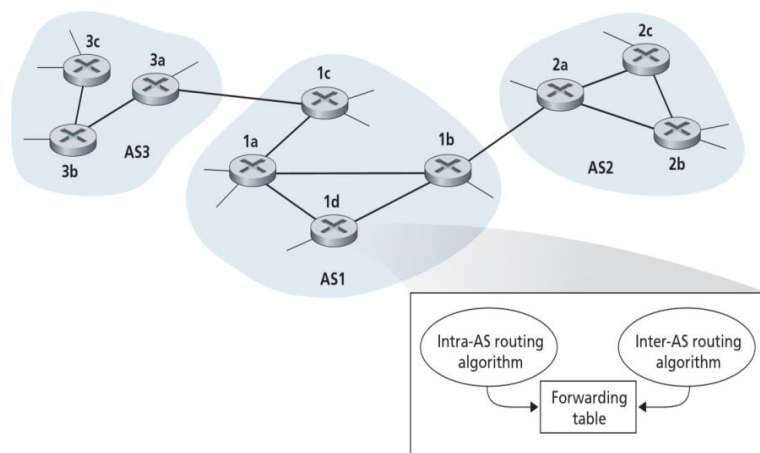 3c
3a
3b
AS3
1c
1a
1b
1d
AS1
2c
2a
2b
AS2
Intra-AS routing
algorithm
Inter-AS routing
algorithm
Forwarding
table